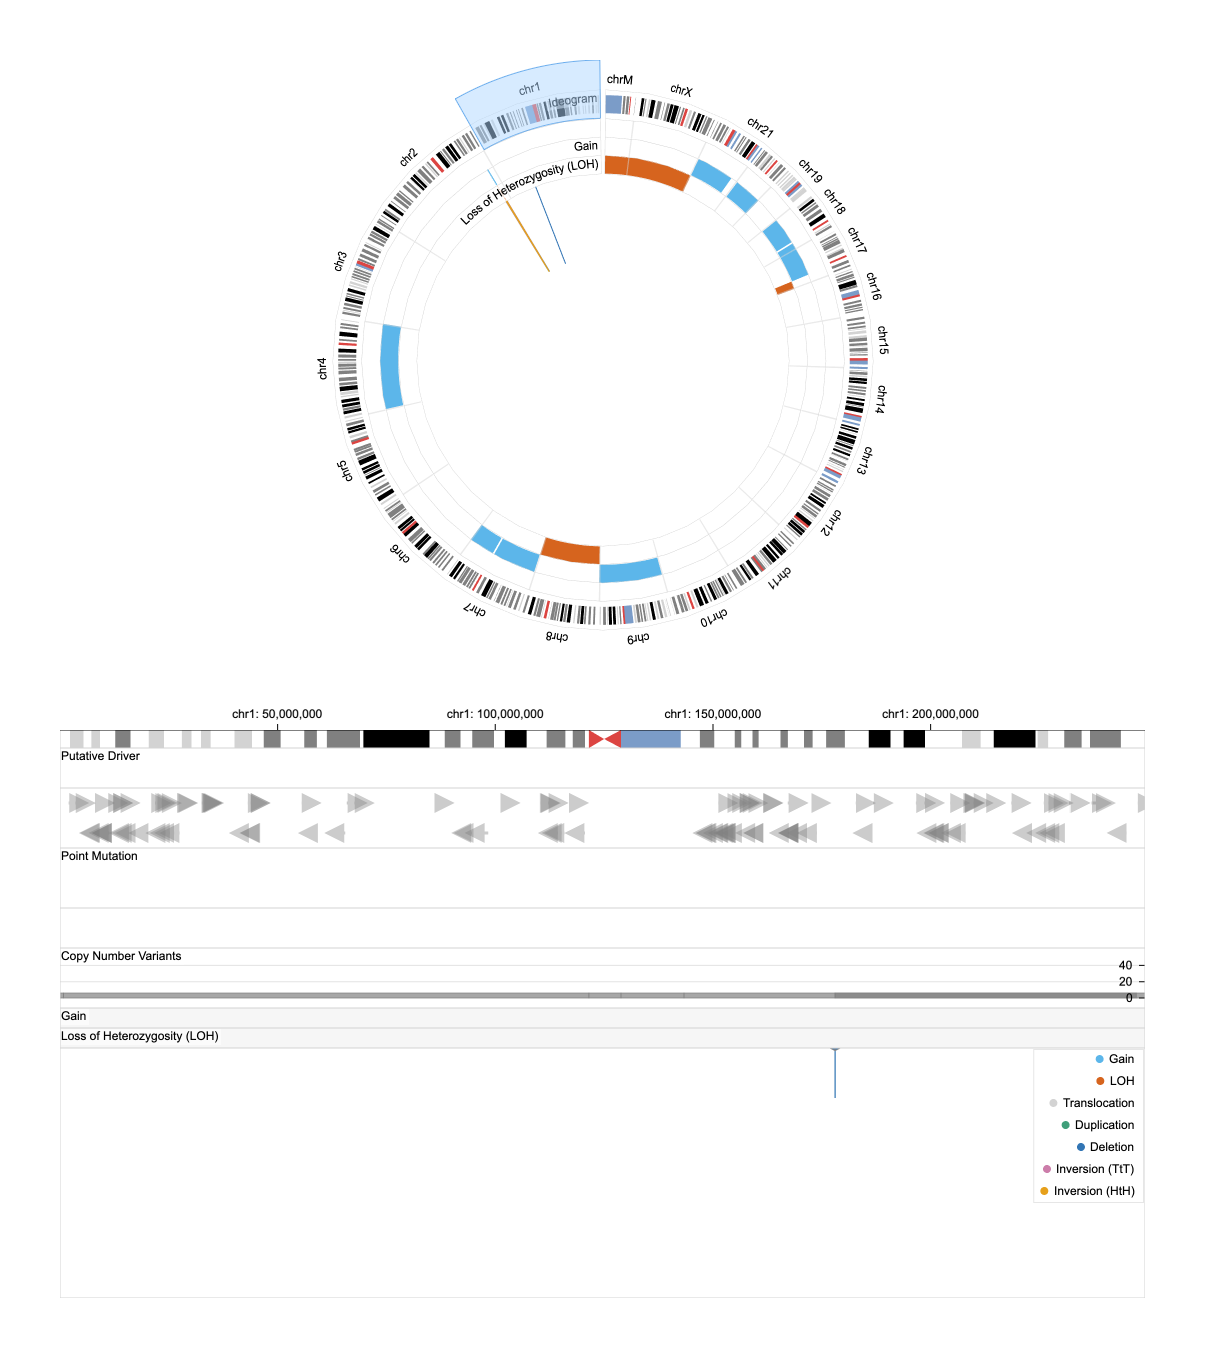 chr1
Ideogram
Gain
Loss of Heterozygosity (LOH)
chrM
chrX
chr21
chr19
chr18
chr17
chr16
chr15
chr14
chr13
chr12
chr11
chr10
chr9
chr8
chr7
chr6
chr5
chr4
chr3
chr2
chr1: 50,000,000 chr1: 100,000,000 chr1: 150,000,000 chr1: 200,000,000
Putative Driver
Point Mutation
Copy Number Variants
40
20
0
Gain
Loss of Heterozygosity (LOH)
Gain
LOH
Translocation
Duplication
Deletion
Inversion (TtT)
Inversion (HtH)